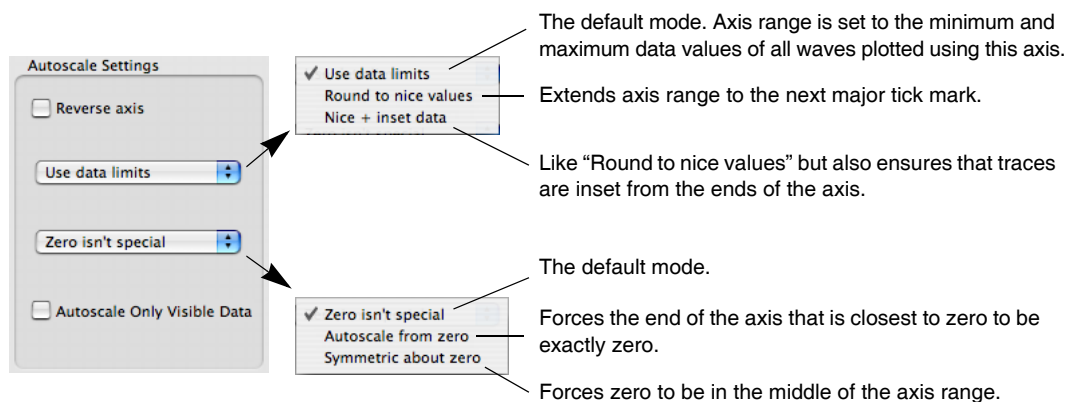 Autoscale Settings
Reverse axis
Use data limits
Zero isn't special
Autoscale Only Visible Data
✓ Use data limits
Round to nice values
Nice + inset data
The default mode. Axis range is set to the minimum and
maximum data values of all waves plotted using this axis.
Extends axis range to the next major tick mark.
Like “Round to nice values” but also ensures that traces
are inset from the ends of the axis.
✓ Zero isn't special
Autoscale from zero
Symmetric about zero
The default mode.
Forces the end of the axis that is closest to zero to be
exactly zero.
Forces zero to be in the middle of the axis range.